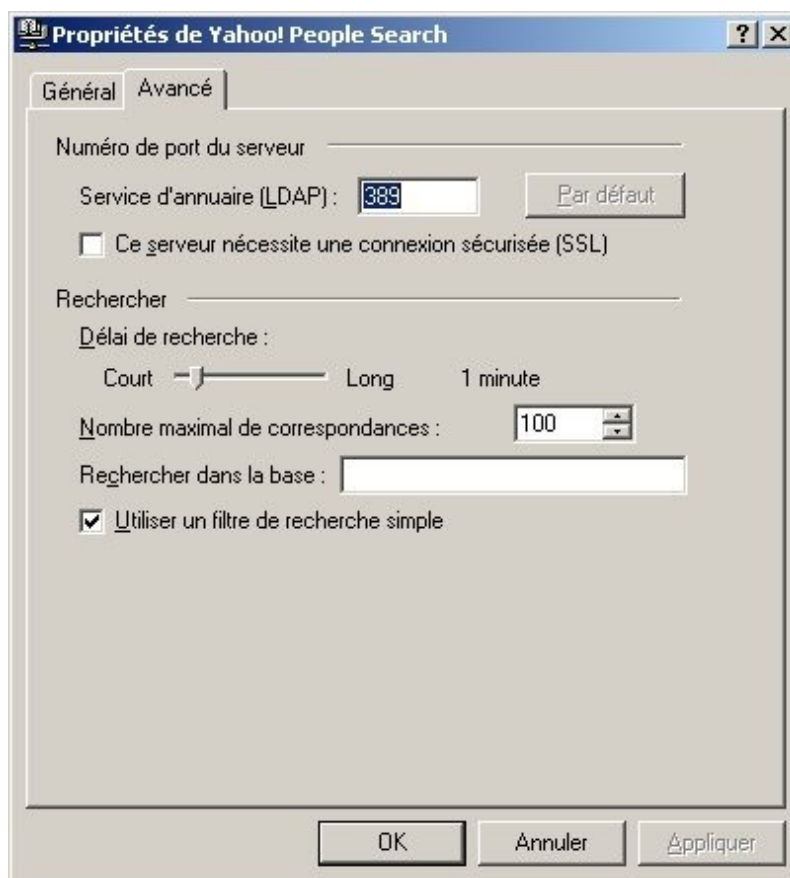 Propriétés de Yahoo! People Search
Général Avancé
Numéro de port du serveur
Service d'annuaire (LDAP) : 389 Par défaut
Ce serveur nécessite une connexion sécurisée (SSL)
Rechercher
Délai de recherche :
Court Long 1 minute
Nombre maximal de correspondances : 100
Rechercher dans la base :
Utiliser un filtre de recherche simple
OK Annuler Appliquer